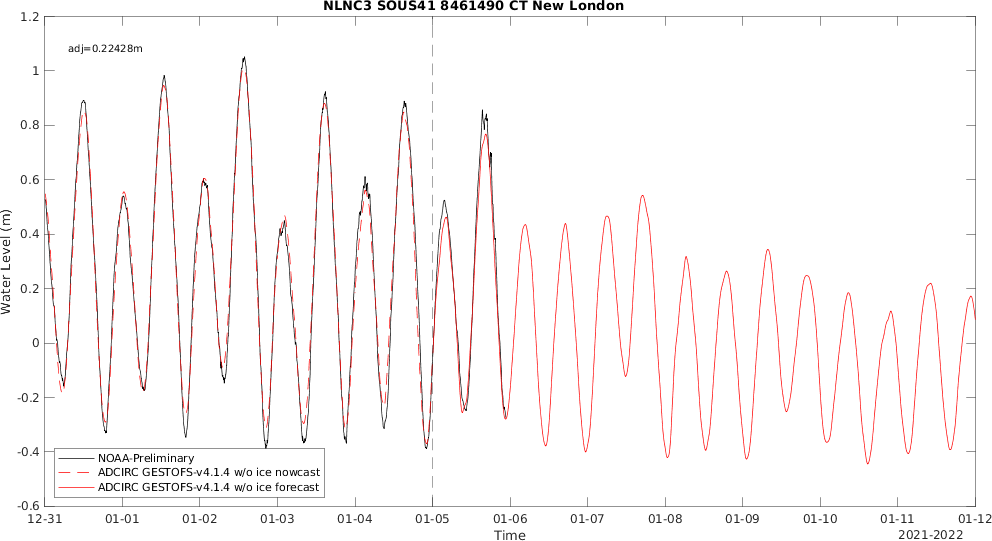 NLNC3 SOUS41 8461490 CT New London
adj=0.22428m
1.2
1
0.8
0.6
0.4
0.2
0
-0.2
-0.4
-0.6
Water Level (m)
NOAA-Preliminary
ADCIRC GESTOFS-v4.1.4 w/o ice nowcast
ADCIRC GESTOFS-v4.1.4 w/o ice forecast
12-31 01-01 01-02 01-03 01-04 01-05 01-06 01-07 01-08 01-09 01-10 01-11 01-12
Time
2021-2022